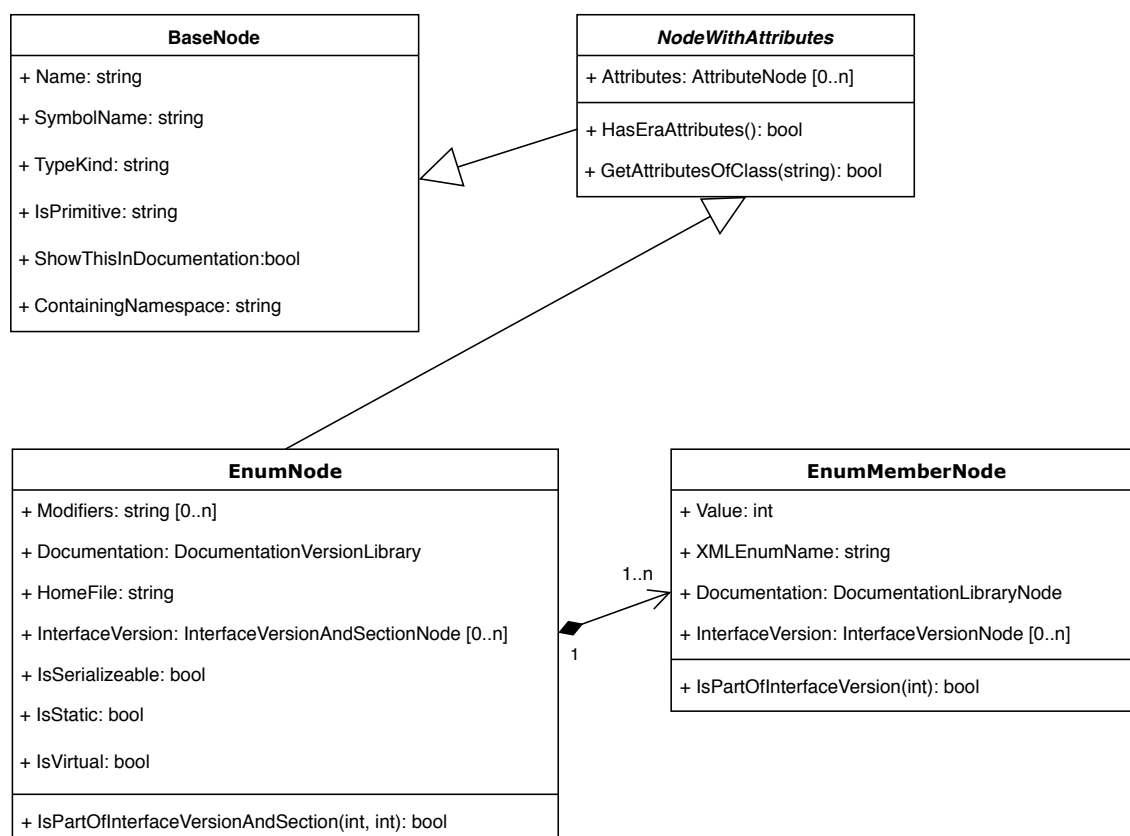 BaseNode
+ Name: string
+ SymbolName: string
+ TypeKind: string
+ IsPrimitive: string
+ ShowThisInDocumentation:bool
+ ContainingNamespace: string
NodeWithAttributes
+ Attributes: AttributeNode [0..n]
+ HasEraAttributes(): bool
+ GetAttributesOfClass(string): bool
EnumNode
+ Modifiers: string [0..n]
+ Documentation: DocumentationVersionLibrary
+ HomeFile: string
+ InterfaceVersion: InterfaceVersionAndSectionNode [0..n]
+ IsSerializeable: bool
+ IsStatic: bool
+ IsVirtual: bool
+ IsPartOfInterfaceVersionAndSection(int, int): bool
1..n
1
EnumMemberNode
+ Value: int
+ XMLEnumName: string
+ Documentation: DocumentationLibraryNode
+ InterfaceVersion: InterfaceVersionNode [0..n]
+ IsPartOfInterfaceVersion(int): bool